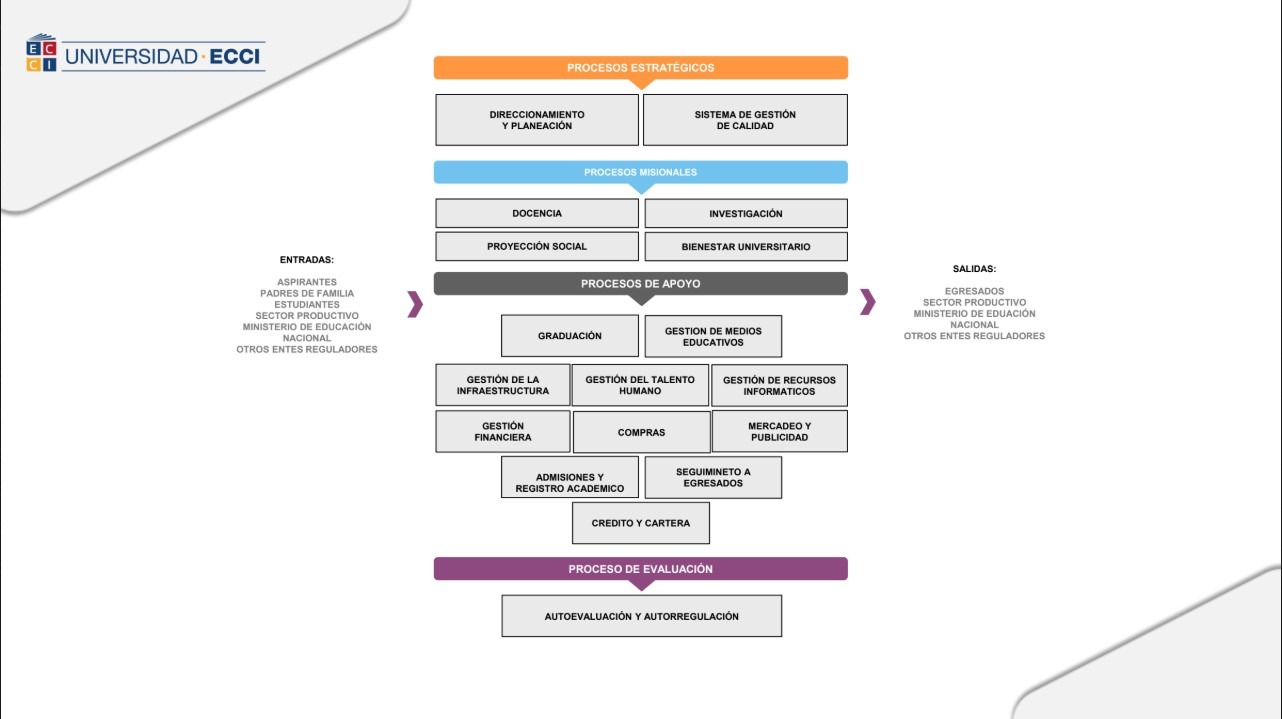 E C
C I
UNIVERSIDAD · ECCI
PROCESOS ESTRATÉGICOS
DIRECCIONAMIENTO
Y PLANEACIÓN
SISTEMA DE GESTIÓN
DE CALIDAD
PROCESOS MISIONALES
DOCENCIA
INVESTIGACIÓN
PROYECCIÓN SOCIAL
BIENESTAR UNIVERSITARIO
ENTRADAS:
ASPIRANTES
PADRES DE FAMILIA
ESTUDIANTES
SECTOR PRODUCTIVO
MINISTERIO DE EDUCACIÓN
NACIONAL
OTROS ENTES REGULADORES
PROCESOS DE APOYO
GRADUACIÓN
GESTION DE MEDIOS
EDUCATIVOS
GESTIÓN DE LA
INFRAESTRUCTURA
GESTIÓN DEL TALENTO
HUMANO
GESTIÓN DE RECURSOS
INFORMATICOS
GESTIÓN
FINANCIERA
COMPRAS
MERCADEO Y
PUBLICIDAD
ADMISIONES Y
REGISTRO ACADEMICO
SEGUIMINETO A
EGRESADOS
CREDITO Y CARTERA
PROCESO DE EVALUACIÓN
AUTOEVALUACIÓN Y AUTORREGULACIÓN
SALIDAS:
EGRESADOS
SECTOR PRODUCTIVO
MINISTERIO DE EDUACIÓN
NACIONAL
OTROS ENTES REGULADORES